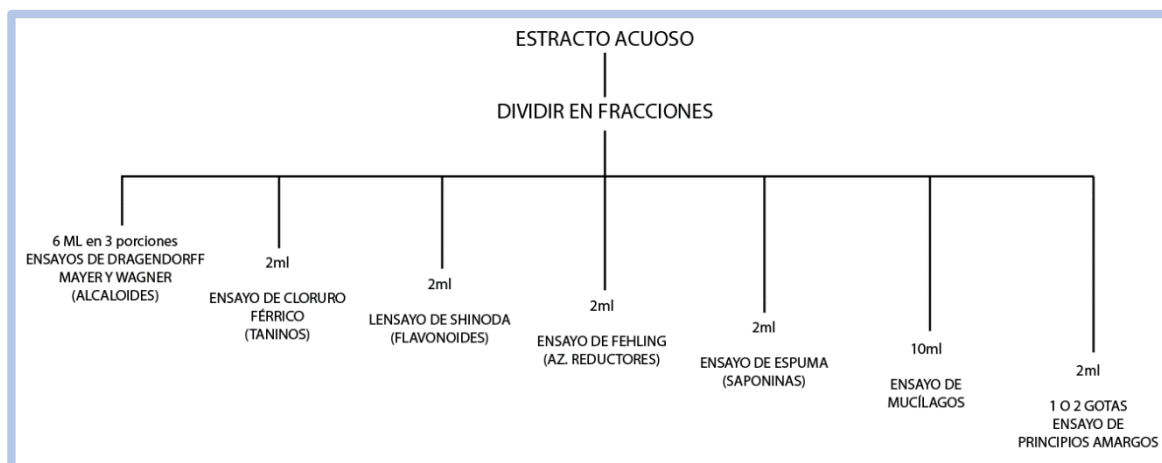 ESTRACTO ACUOSO
DIVIDIR EN FRACCIONES
6 ML en 3 porciones
ENSAYOS DE DRAGENDORFF
MAYER Y WAGNER
(ALCALOIDES)
2ml
ENSAYO DE CLORURO
FÉRRICO
(TANINOS)
2ml
LENSAYO DE SHINODA
(FLAVONOIDES)
2ml
ENSAYO DE FEHLING
(AZ. REDUCTORES)
2ml
ENSAYO DE ESPUMA
(SAPONINAS)
10ml
ENSAYO DE
MUCÍLAGOS
2ml
1 O 2 GOTAS
ENSAYO DE
PRINCIPIOS AMARGOS